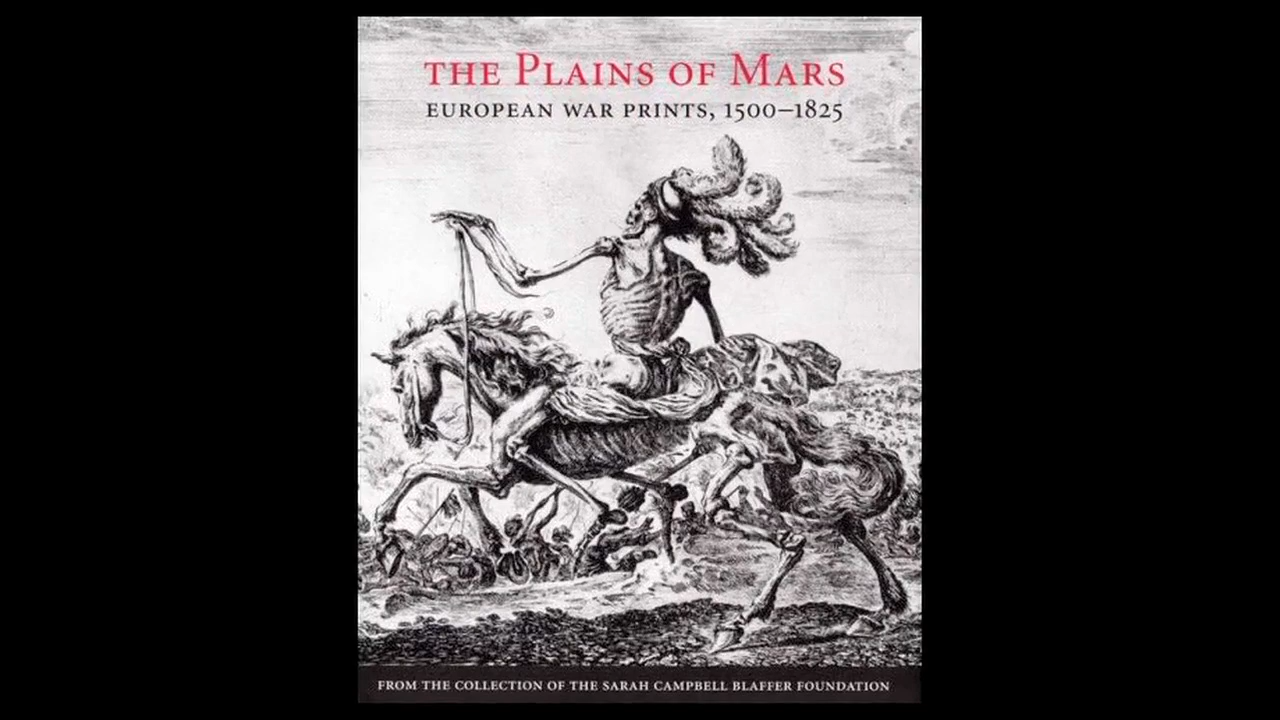 THE PLAINS OF MARS
EUROPEAN WAR PRINTS, 1500–1825
FROM THE COLLECTION OF THE SARAH CAMPBELL BLAFFER FOUNDATION